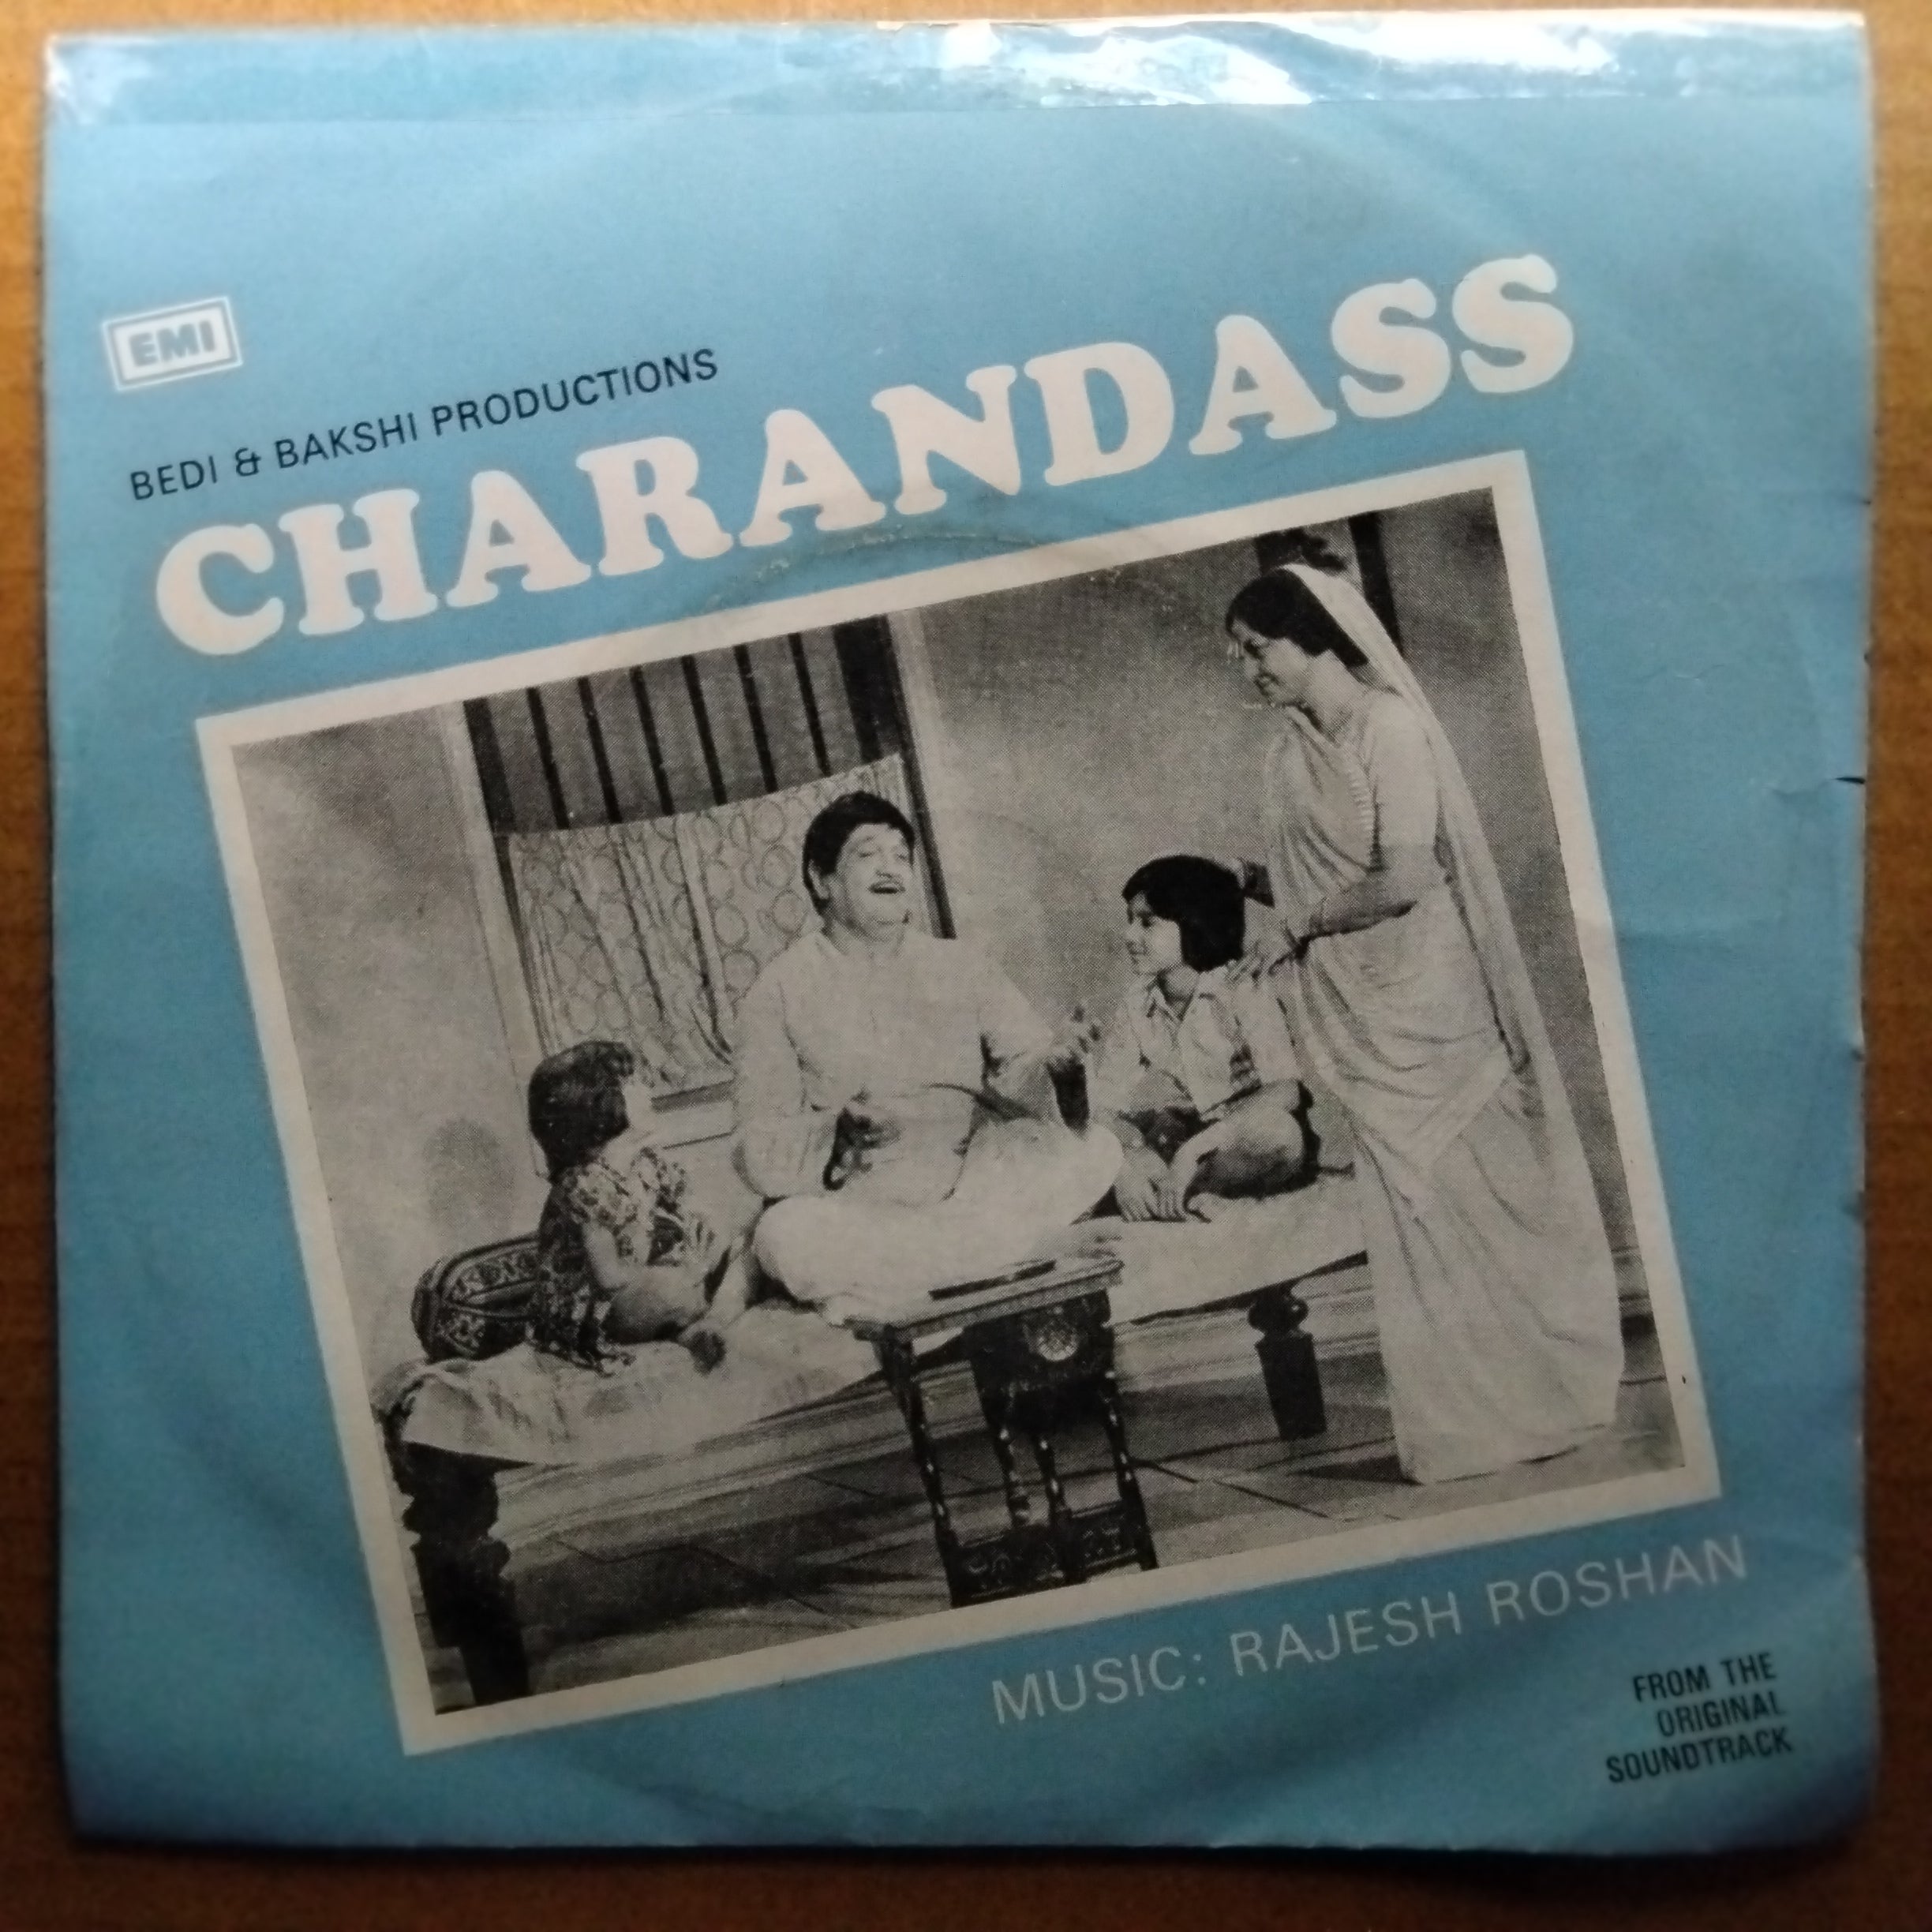 EMI
BEDI & BAKSHI PRODUCTIONS
CHARANDASS
MUSIC: RAJESH ROSHAN
FROM THE
ORIGINAL
SOUNDTRACK